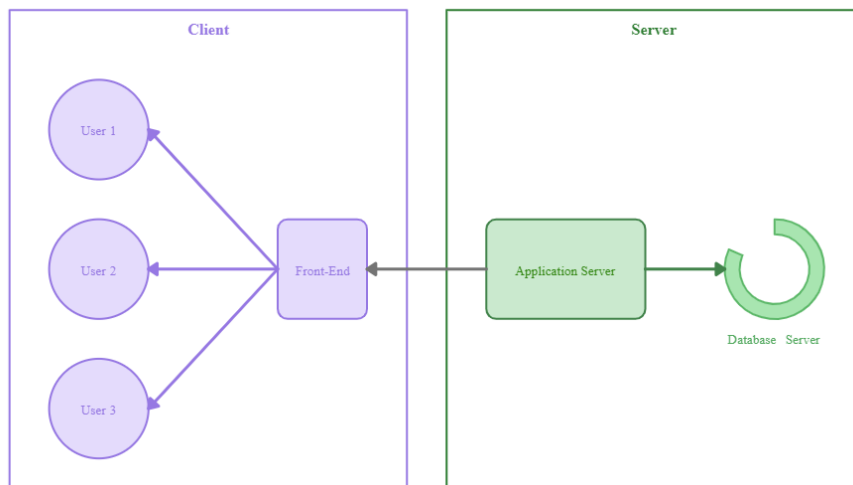 Client
Server
User 1
User 2
Front-End
Application Server
Database Server
User 3